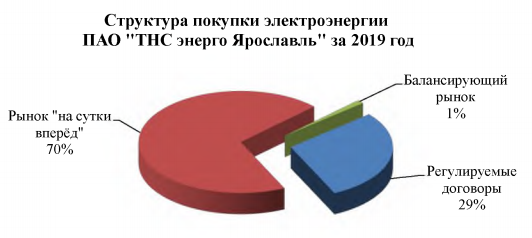 Структура покупки электроэнергии
ПАО "ТНС энерго Ярославль" за 2019 год
Балансирующий
рынок
1%
Рынок "на сутки
вперёд"
70%
Регулируемые
договоры
29%